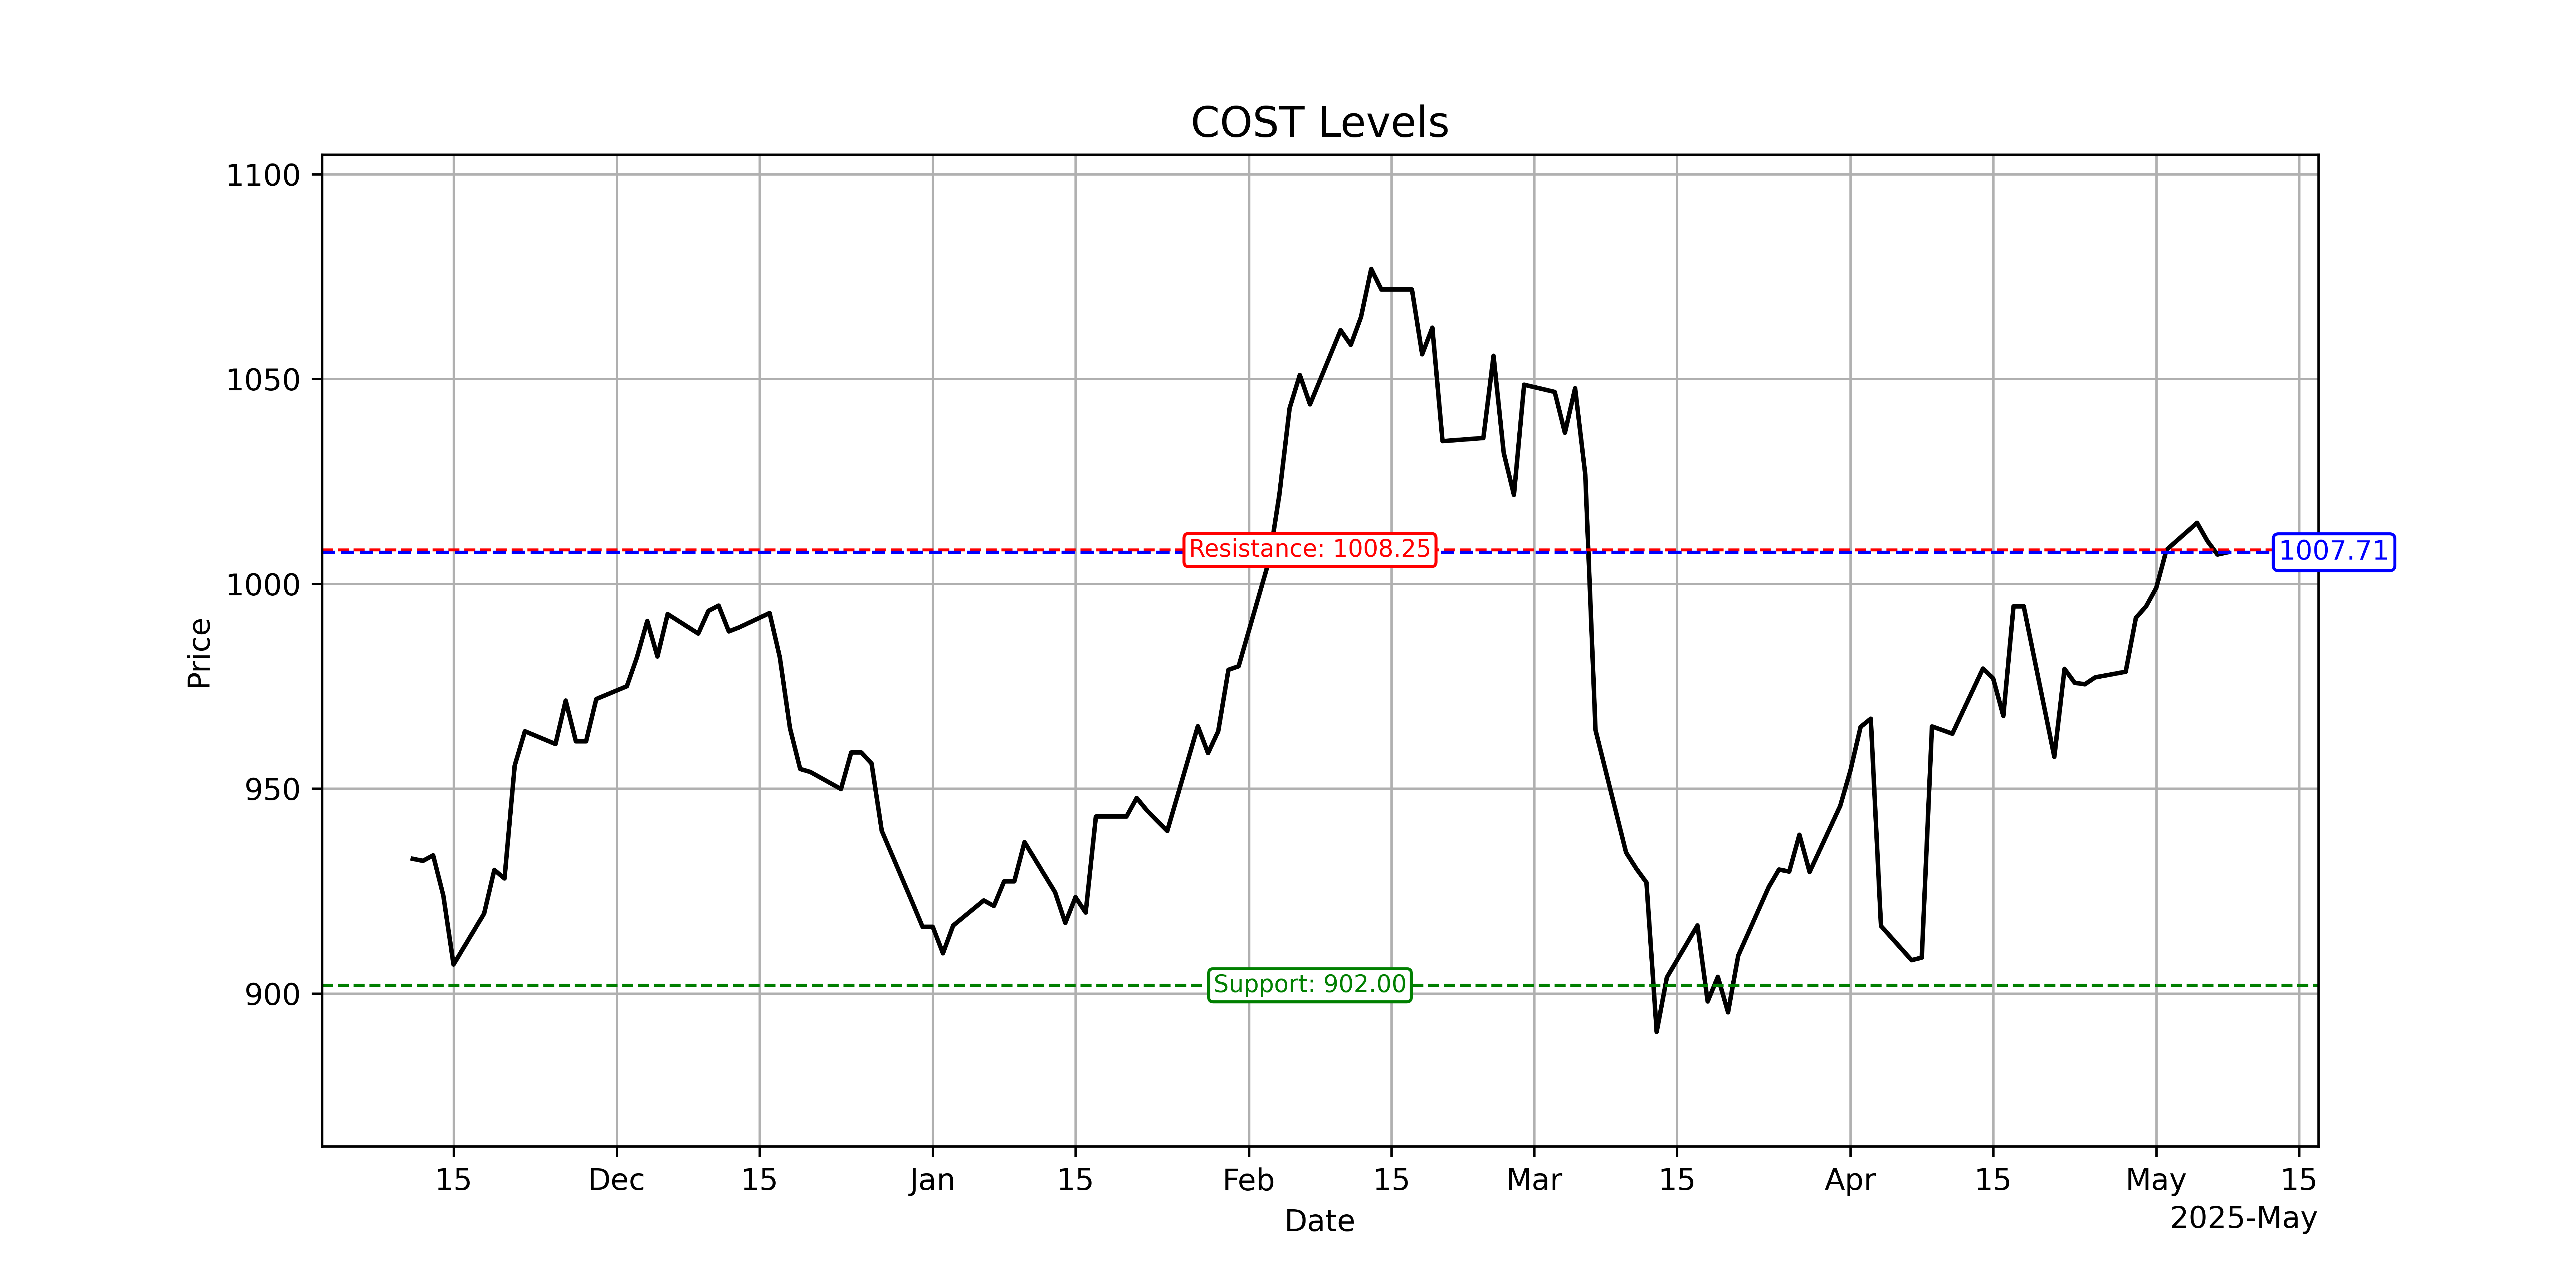 COST Levels
1100
1050
1000
950
900
Price
Resistance: 1008.25
1007.71
Support: 902.00
15 Dec 15 Jan 15 Feb 15 Mar 15 Apr 15 May 15
2025-May
Date